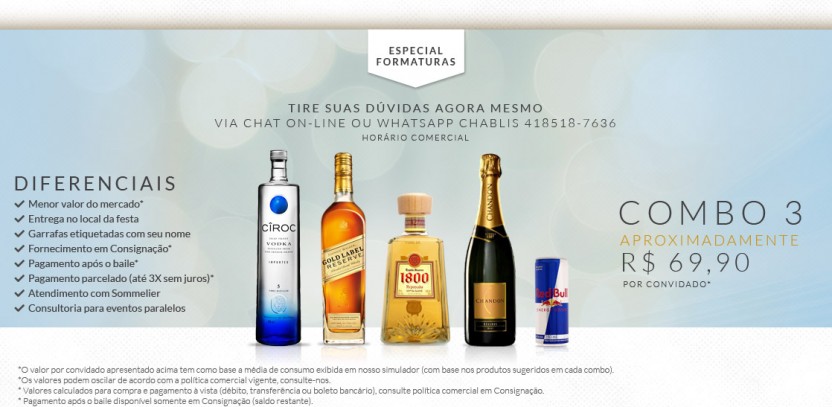 ESPECIAL
FORMATURAS
TIRE SUAS DÚVIDAS AGORA MESMO
VIA CHAT ON-LINE OU WHATSAPP CHABLIS 418518-7636
HORÁRIO COMERCIAL
DIFERENCIAIS
Menor valor do mercado*
Entrega no local da festa
Garrafas etiquetadas com seu nome
Fornecimento em Consignação*
Pagamento após o baile*
Pagamento parcelado (até 3X sem juros)*
Atendimento com Sommelier
Consultoria para eventos paralelos
CÎROC
VODKA
GOLD LABEL
RESERVE
1800
CHANDON
Red Bull
COMBO 3
APROXIMADAMENTE
R$ 69,90
POR CONVIDADO*
*O valor por convidado apresentado acima tem como base a média de consumo exibida em nosso simulador (com base nos produtos sugeridos em cada combo).
*Os valores podem oscilar de acordo com a política comercial vigente, consulte-nos.
* Valores calculados para compra e pagamento à vista (débito, transferência ou boleto bancário), consulte política comercial em Consignação.
* Pagamento após o baile disponível somente em Consignação (saldo restante).